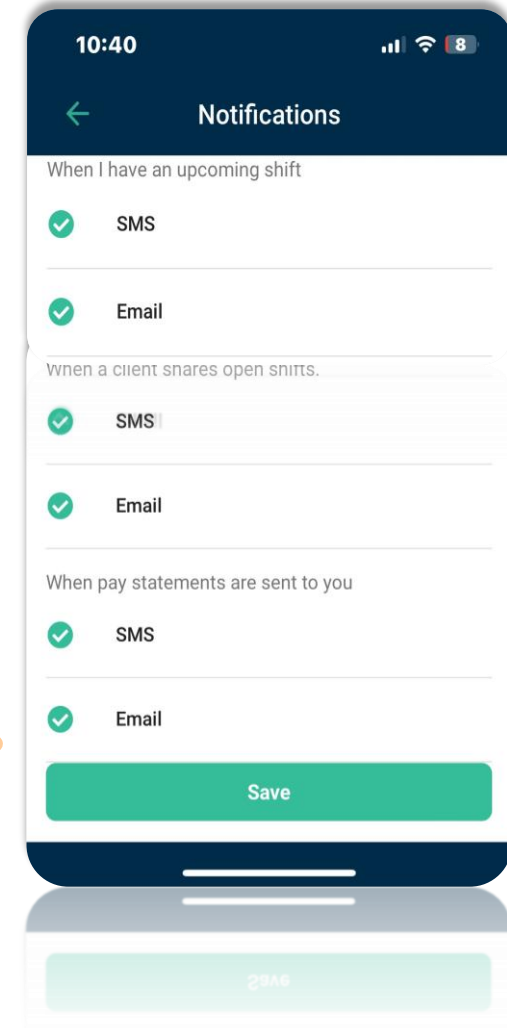 10:40
8
Notifications
When I have an upcoming shift
SMS
Email
When a client shares open shifts.
SMS
Email
When pay statements are sent to you
SMS
Email
Save
Save